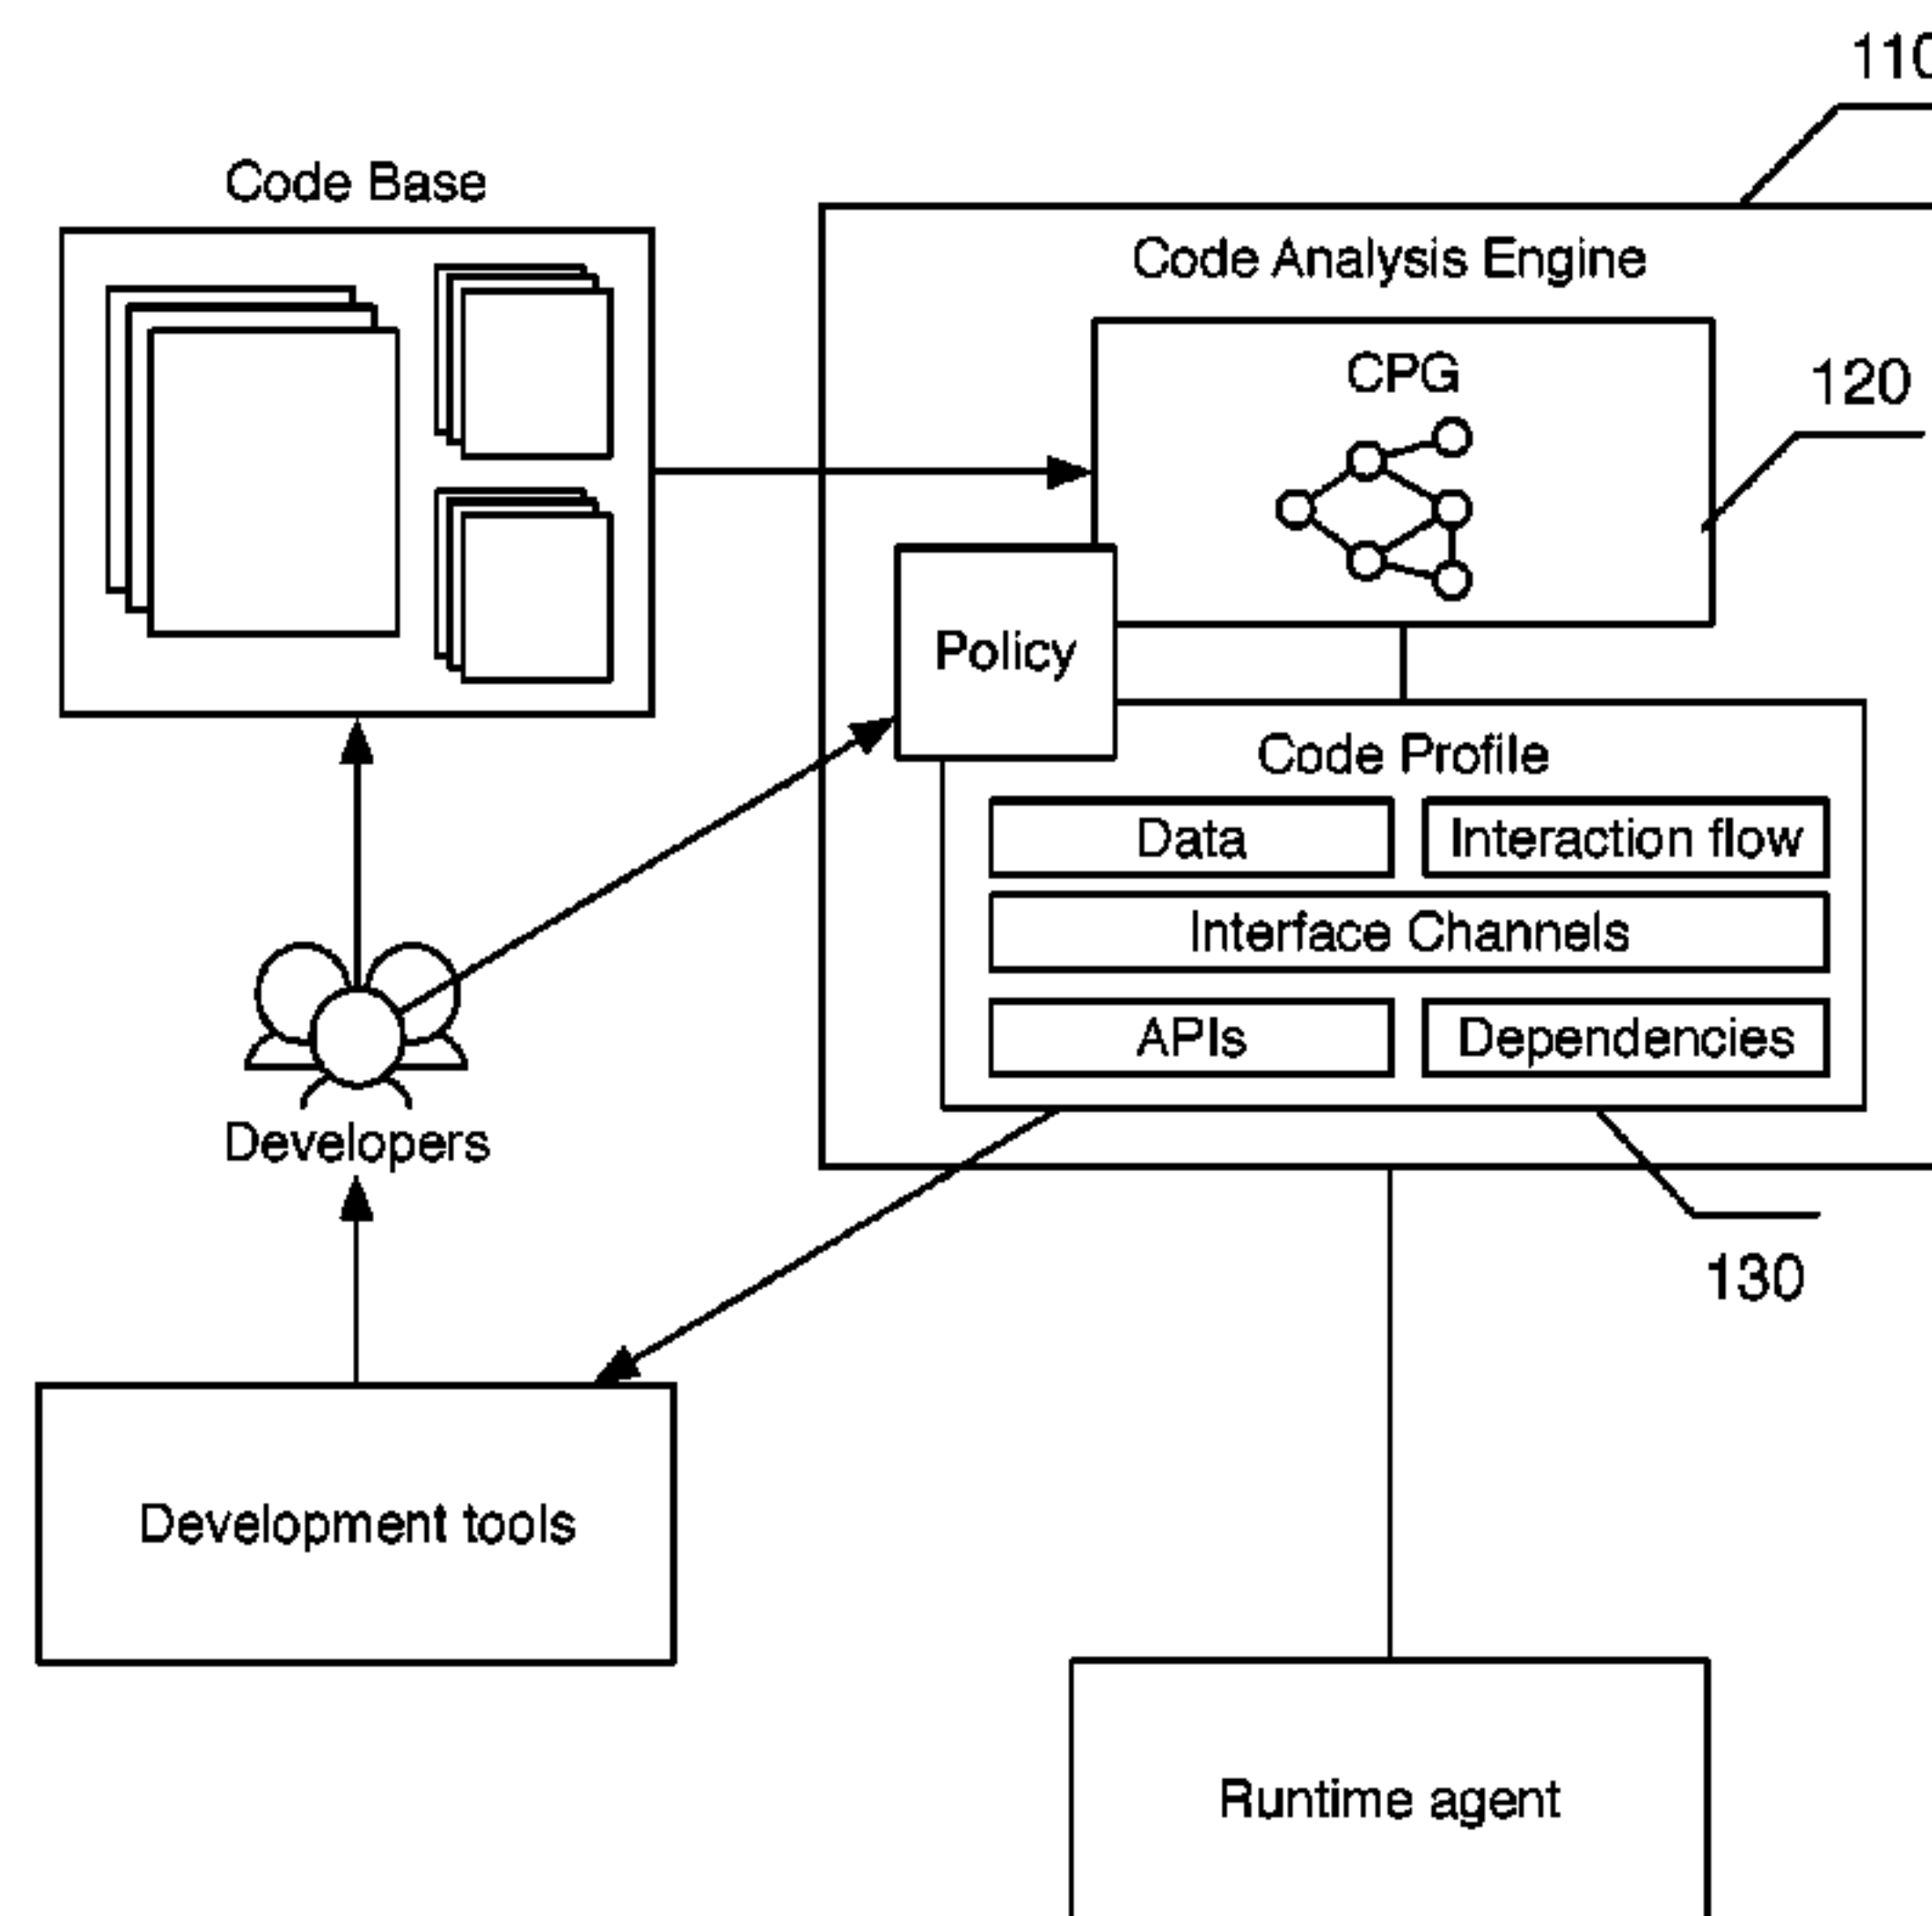 110
Code Base
Code Analysis Engine
CPG
120
Policy
Code Profile
Data
Interaction flow
Interface Channels
APIs
Dependencies
Developers
130
Development tools
Runtime agent